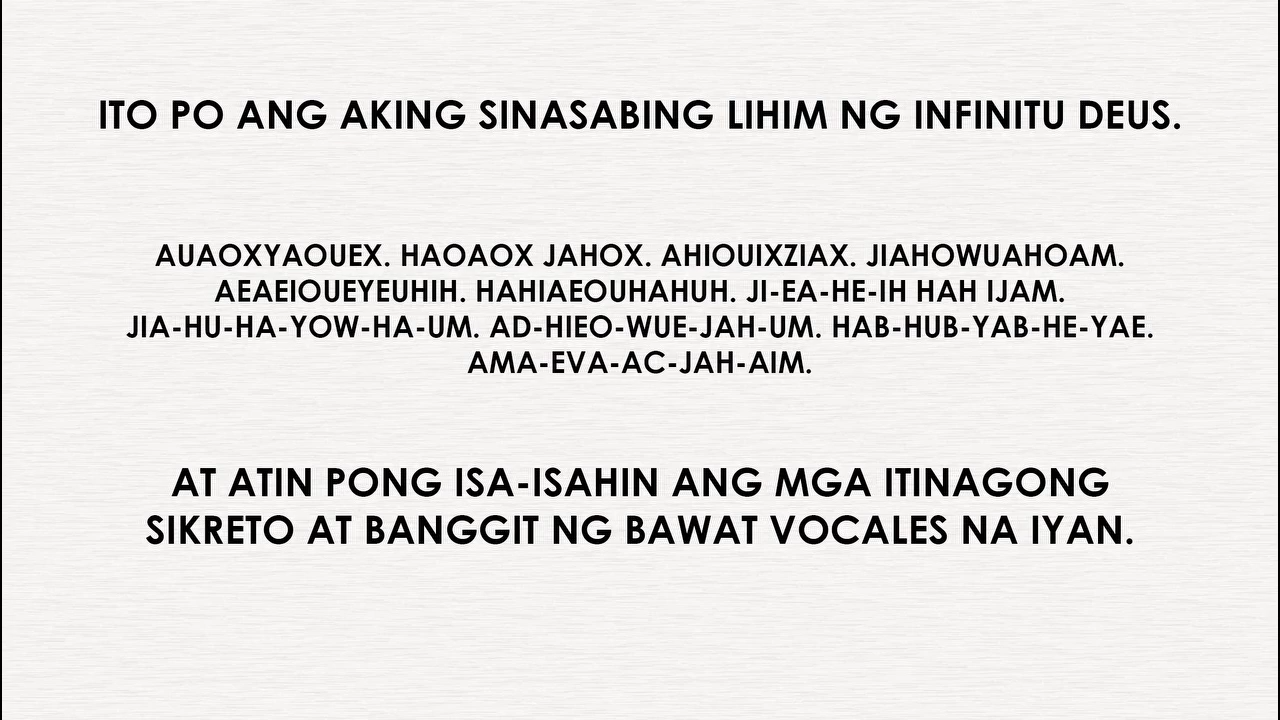 ITO PO ANG AKING SINASABING LIHIM NG INFINITU DEUS.
AUAOXYAOUEX. HAOAOX JAHOX. AHIOUIXZIAX. JIAHOWUAHOAM.
AEAEIOUEYEUHIH. HAHIAEOUHAHUH. JI-EA-HE-IH HAH IJAM.
JIA-HU-HA-YOW-HA-UM. AD-HIEO-WUE-JAH-UM. HAB-HUB-YAB-HE-YAE.
AMA-EVA-AC-JAH-AIM.
AT ATIN PONG ISA-ISAHIN ANG MGA ITINAGONG
SIKRETO AT BANGGIT NG BAWAT VOCALES NA IYAN.